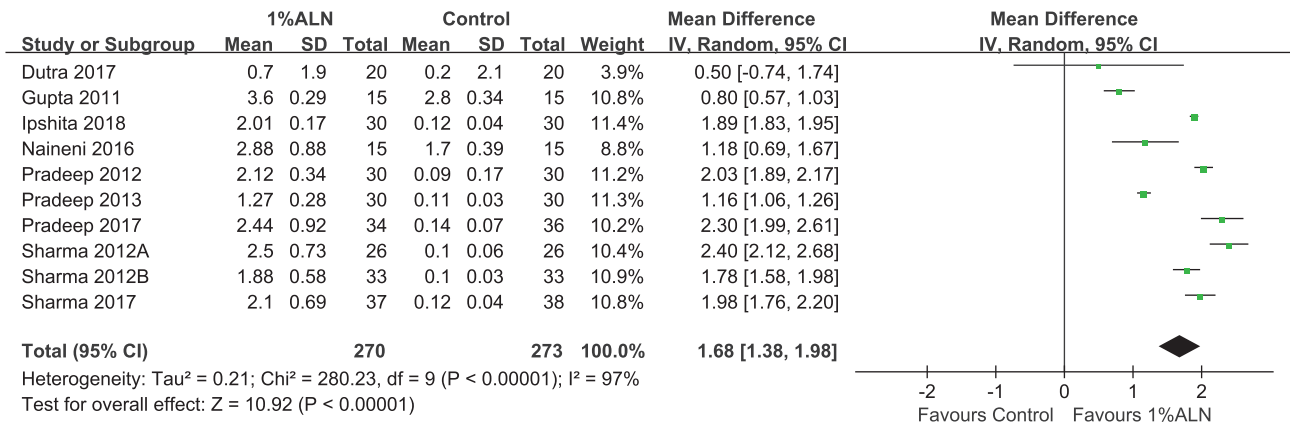 1%ALN Control Mean Difference Mean Difference
Study or Subgroup Mean SD Total Mean SD Total Weight IV, Random, 95% CI IV, Random, 95% CI
Dutra 2017 0.7 1.9 20 0.2 2.1 20 3.9% 0.50 [-0.74, 1.74]
Gupta 2011 3.6 0.29 15 2.8 0.34 15 10.8% 0.80 [0.57, 1.03]
Ipshita 2018 2.01 0.17 30 0.12 0.04 30 11.4% 1.89 [1.83, 1.95]
Naineni 2016 2.88 0.88 15 1.7 0.39 15 8.8% 1.18 [0.69, 1.67]
Pradeep 2012 2.12 0.34 30 0.09 0.17 30 11.2% 2.03 [1.89, 2.17]
Pradeep 2013 1.27 0.28 30 0.11 0.03 30 11.3% 1.16 [1.06, 1.26]
Pradeep 2017 2.44 0.92 34 0.14 0.07 36 10.2% 2.30 [1.99, 2.61]
Sharma 2012A 2.5 0.73 26 0.1 0.06 26 10.4% 2.40 [2.12, 2.68]
Sharma 2012B 1.88 0.58 33 0.1 0.03 33 10.9% 1.78 [1.58, 1.98]
Sharma 2017 2.1 0.69 37 0.12 0.04 38 10.8% 1.98 [1.76, 2.20]
Total (95% CI) 270 273 100.0% 1.68 [1.38, 1.98]
Heterogeneity: Tau² = 0.21; Chi² = 280.23, df = 9 (P < 0.00001); I² = 97%
Test for overall effect: Z = 10.92 (P < 0.00001)
-2 -1 0 1 2
Favours Control Favours 1%ALN